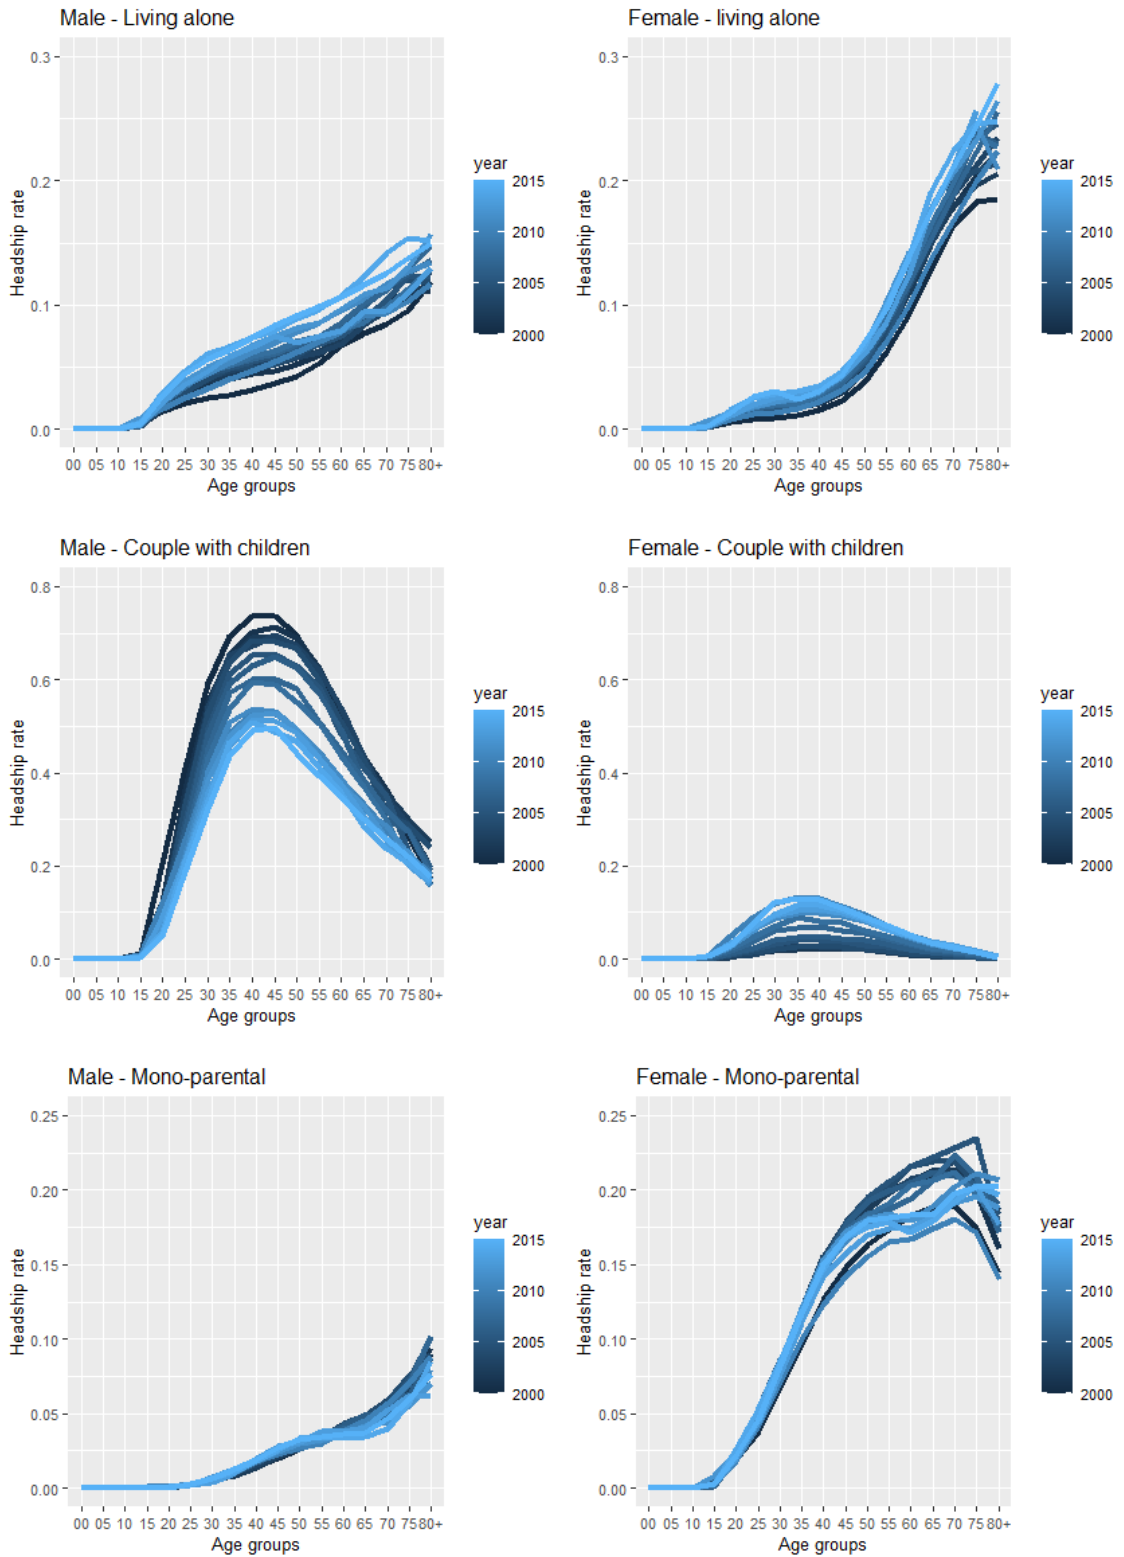 Male - Living alone
0.3
0.2
0.1
0.0
Headship rate
00 05 10 15 20 25 30 35 40 45 50 55 60 65 70 75 80+
Age groups
year
2015
2010
2005
2000
Female - living alone
0.3
0.2
0.1
0.0
Headship rate
00 05 10 15 20 25 30 35 40 45 50 55 60 65 70 75 80+
Age groups
year
2015
2010
2005
2000
Male - Couple with children
0.8
0.6
0.4
0.2
0.0
Headship rate
00 05 10 15 20 25 30 35 40 45 50 55 60 65 70 75 80+
Age groups
year
2015
2010
2005
2000
Female - Couple with children
0.8
0.6
0.4
0.2
0.0
Headship rate
00 05 10 15 20 25 30 35 40 45 50 55 60 65 70 75 80+
Age groups
year
2015
2010
2005
2000
Male - Mono-parental
0.25
0.20
0.15
0.10
0.05
0.00
Headship rate
00 05 10 15 20 25 30 35 40 45 50 55 60 65 70 75 80+
Age groups
year
2015
2010
2005
2000
Female - Mono-parental
0.25
0.20
0.15
0.10
0.05
0.00
Headship rate
00 05 10 15 20 25 30 35 40 45 50 55 60 65 70 75 80+
Age groups
year
2015
2010
2005
2000